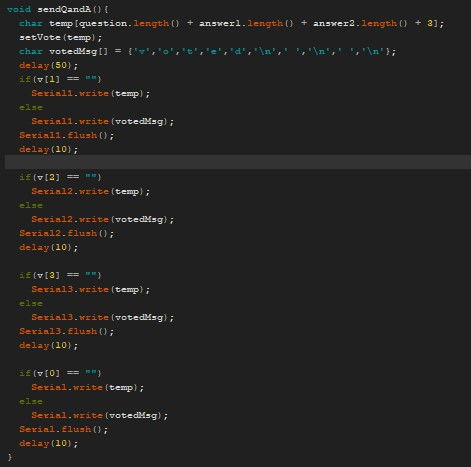 void sendQandA(){
  char temp[question.length() + answer1.length() + answer2.length() + 3];
  setVote(temp);
  char votedMsg[] = {'v','o','t','e','d','\n',' ','\n',' ','\n'};
  delay(50);
  if(v[1] == "")
    Serial1.write(temp);
  else
    Serial1.write(votedMsg);
  Serial1.flush();
  delay(10);

  if(v[2] == "")
    Serial2.write(temp);
  else
    Serial2.write(votedMsg);
  Serial2.flush();
  delay(10);

  if(v[3] == "")
    Serial3.write(temp);
  else
    Serial3.write(votedMsg);
  Serial3.flush();
  delay(10);

  if(v[0] == "")
    Serial.write(temp);
  else
    Serial.write(votedMsg);
  Serial.flush();
  delay(10);
}